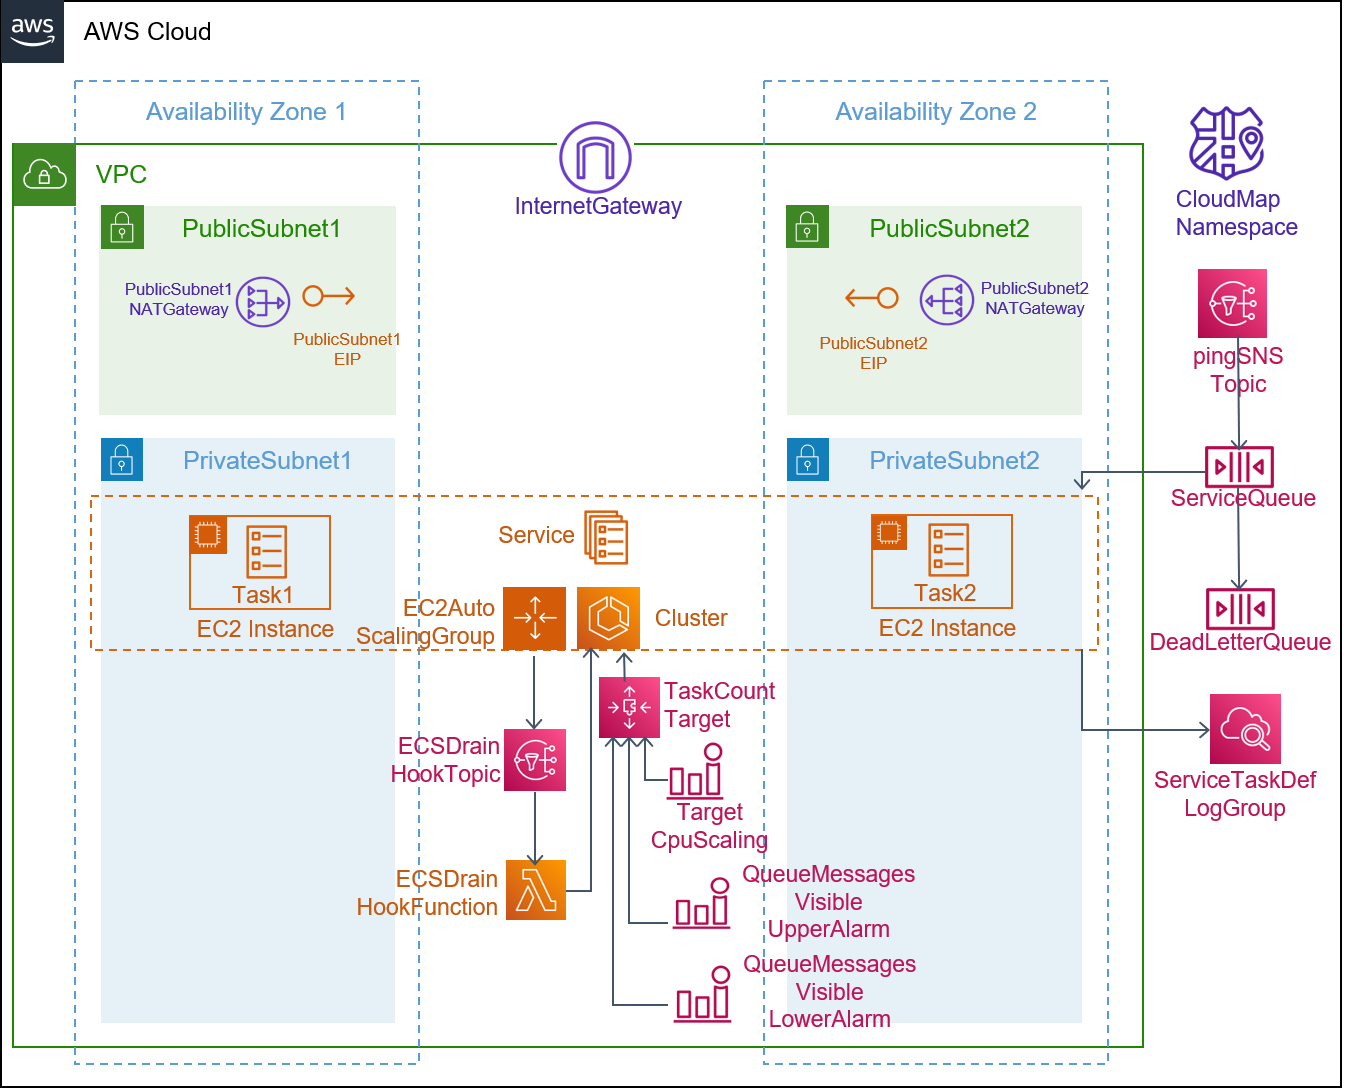 aws
AWS Cloud
Availability Zone 1
Availability Zone 2
VPC
InternetGateway
CloudMap
Namespace
PublicSubnet1
PublicSubnet2
PublicSubnet1
NATGateway
PublicSubnet1
EIP
PublicSubnet2
EIP
PublicSubnet2
NATGateway
pingSNS
Topic
PrivateSubnet1
PrivateSubnet2
ServiceQueue
Task1
EC2 Instance
Service
EC2Auto
ScalingGroup
Cluster
Task2
EC2 Instance
DeadLetterQueue
TaskCount
Target
ECSDrain
HookTopic
Target
CpuScaling
ServiceTaskDef
LogGroup
ECSDrain
HookFunction
QueueMessages
Visible
UpperAlarm
QueueMessages
Visible
LowerAlarm